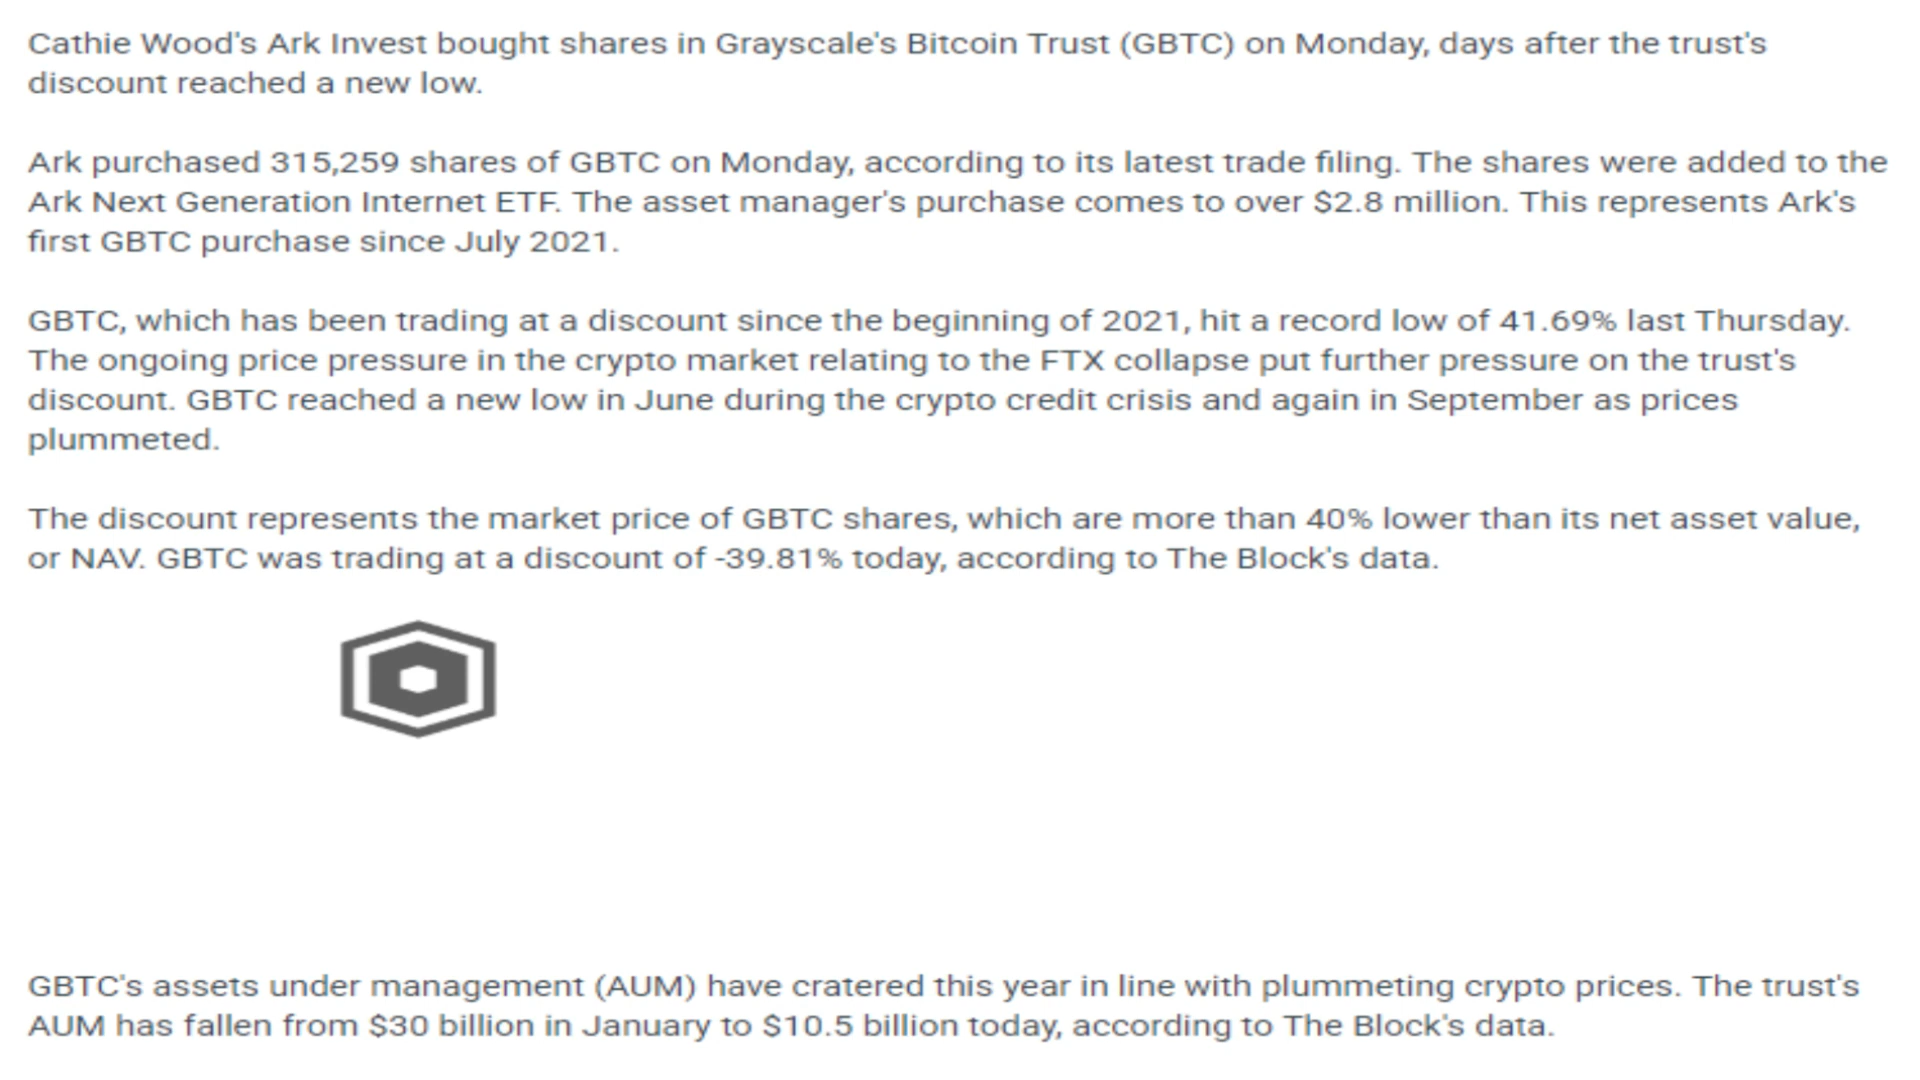 Cathie Wood's Ark Invest bought shares in Grayscale's Bitcoin Trust (GBTC) on Monday, days after the trust's
discount reached a new low.
Ark purchased 315,259 shares of GBTC on Monday, according to its latest trade filing. The shares were added to the
Ark Next Generation Internet ETF. The asset manager's purchase comes to over $2.8 million. This represents Ark's
first GBTC purchase since July 2021.
GBTC, which has been trading at a discount since the beginning of 2021, hit a record low of 41.69% last Thursday.
The ongoing price pressure in the crypto market relating to the FTX collapse put further pressure on the trust's
discount. GBTC reached a new low in June during the crypto credit crisis and again in September as prices
plummeted.
The discount represents the market price of GBTC shares, which are more than 40% lower than its net asset value,
or NAV. GBTC was trading at a discount of -39.81% today, according to The Block's data.
GBTC's assets under management (AUM) have cratered this year in line with plummeting crypto prices. The trust's
AUM has fallen from $30 billion in January to $10.5 billion today, according to The Block's data.